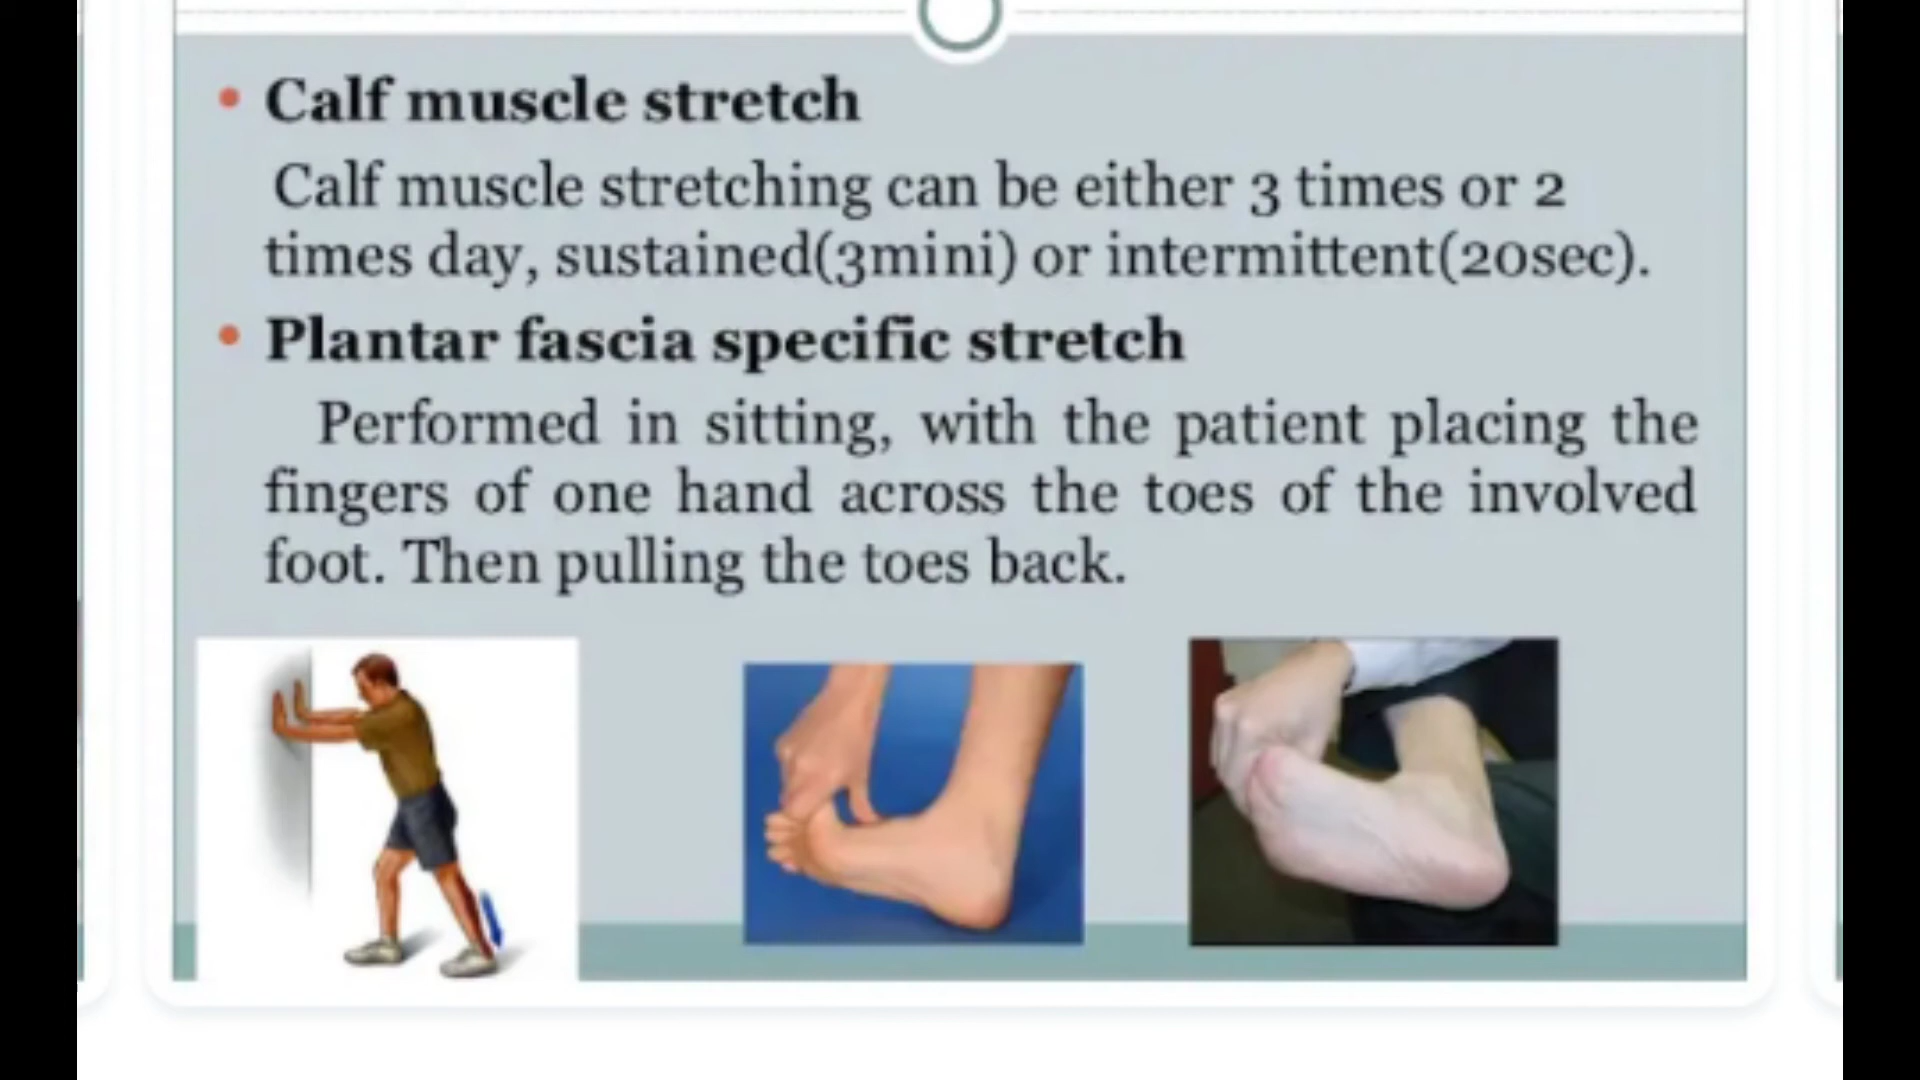 Calf muscle stretch
Calf muscle stretching can be either 3 times or 2
times day, sustained(3mini) or intermittent(20sec).
Plantar fascia specific stretch
Performed in sitting, with the patient placing the
fingers of one hand across the toes of the involved
foot. Then pulling the toes back.